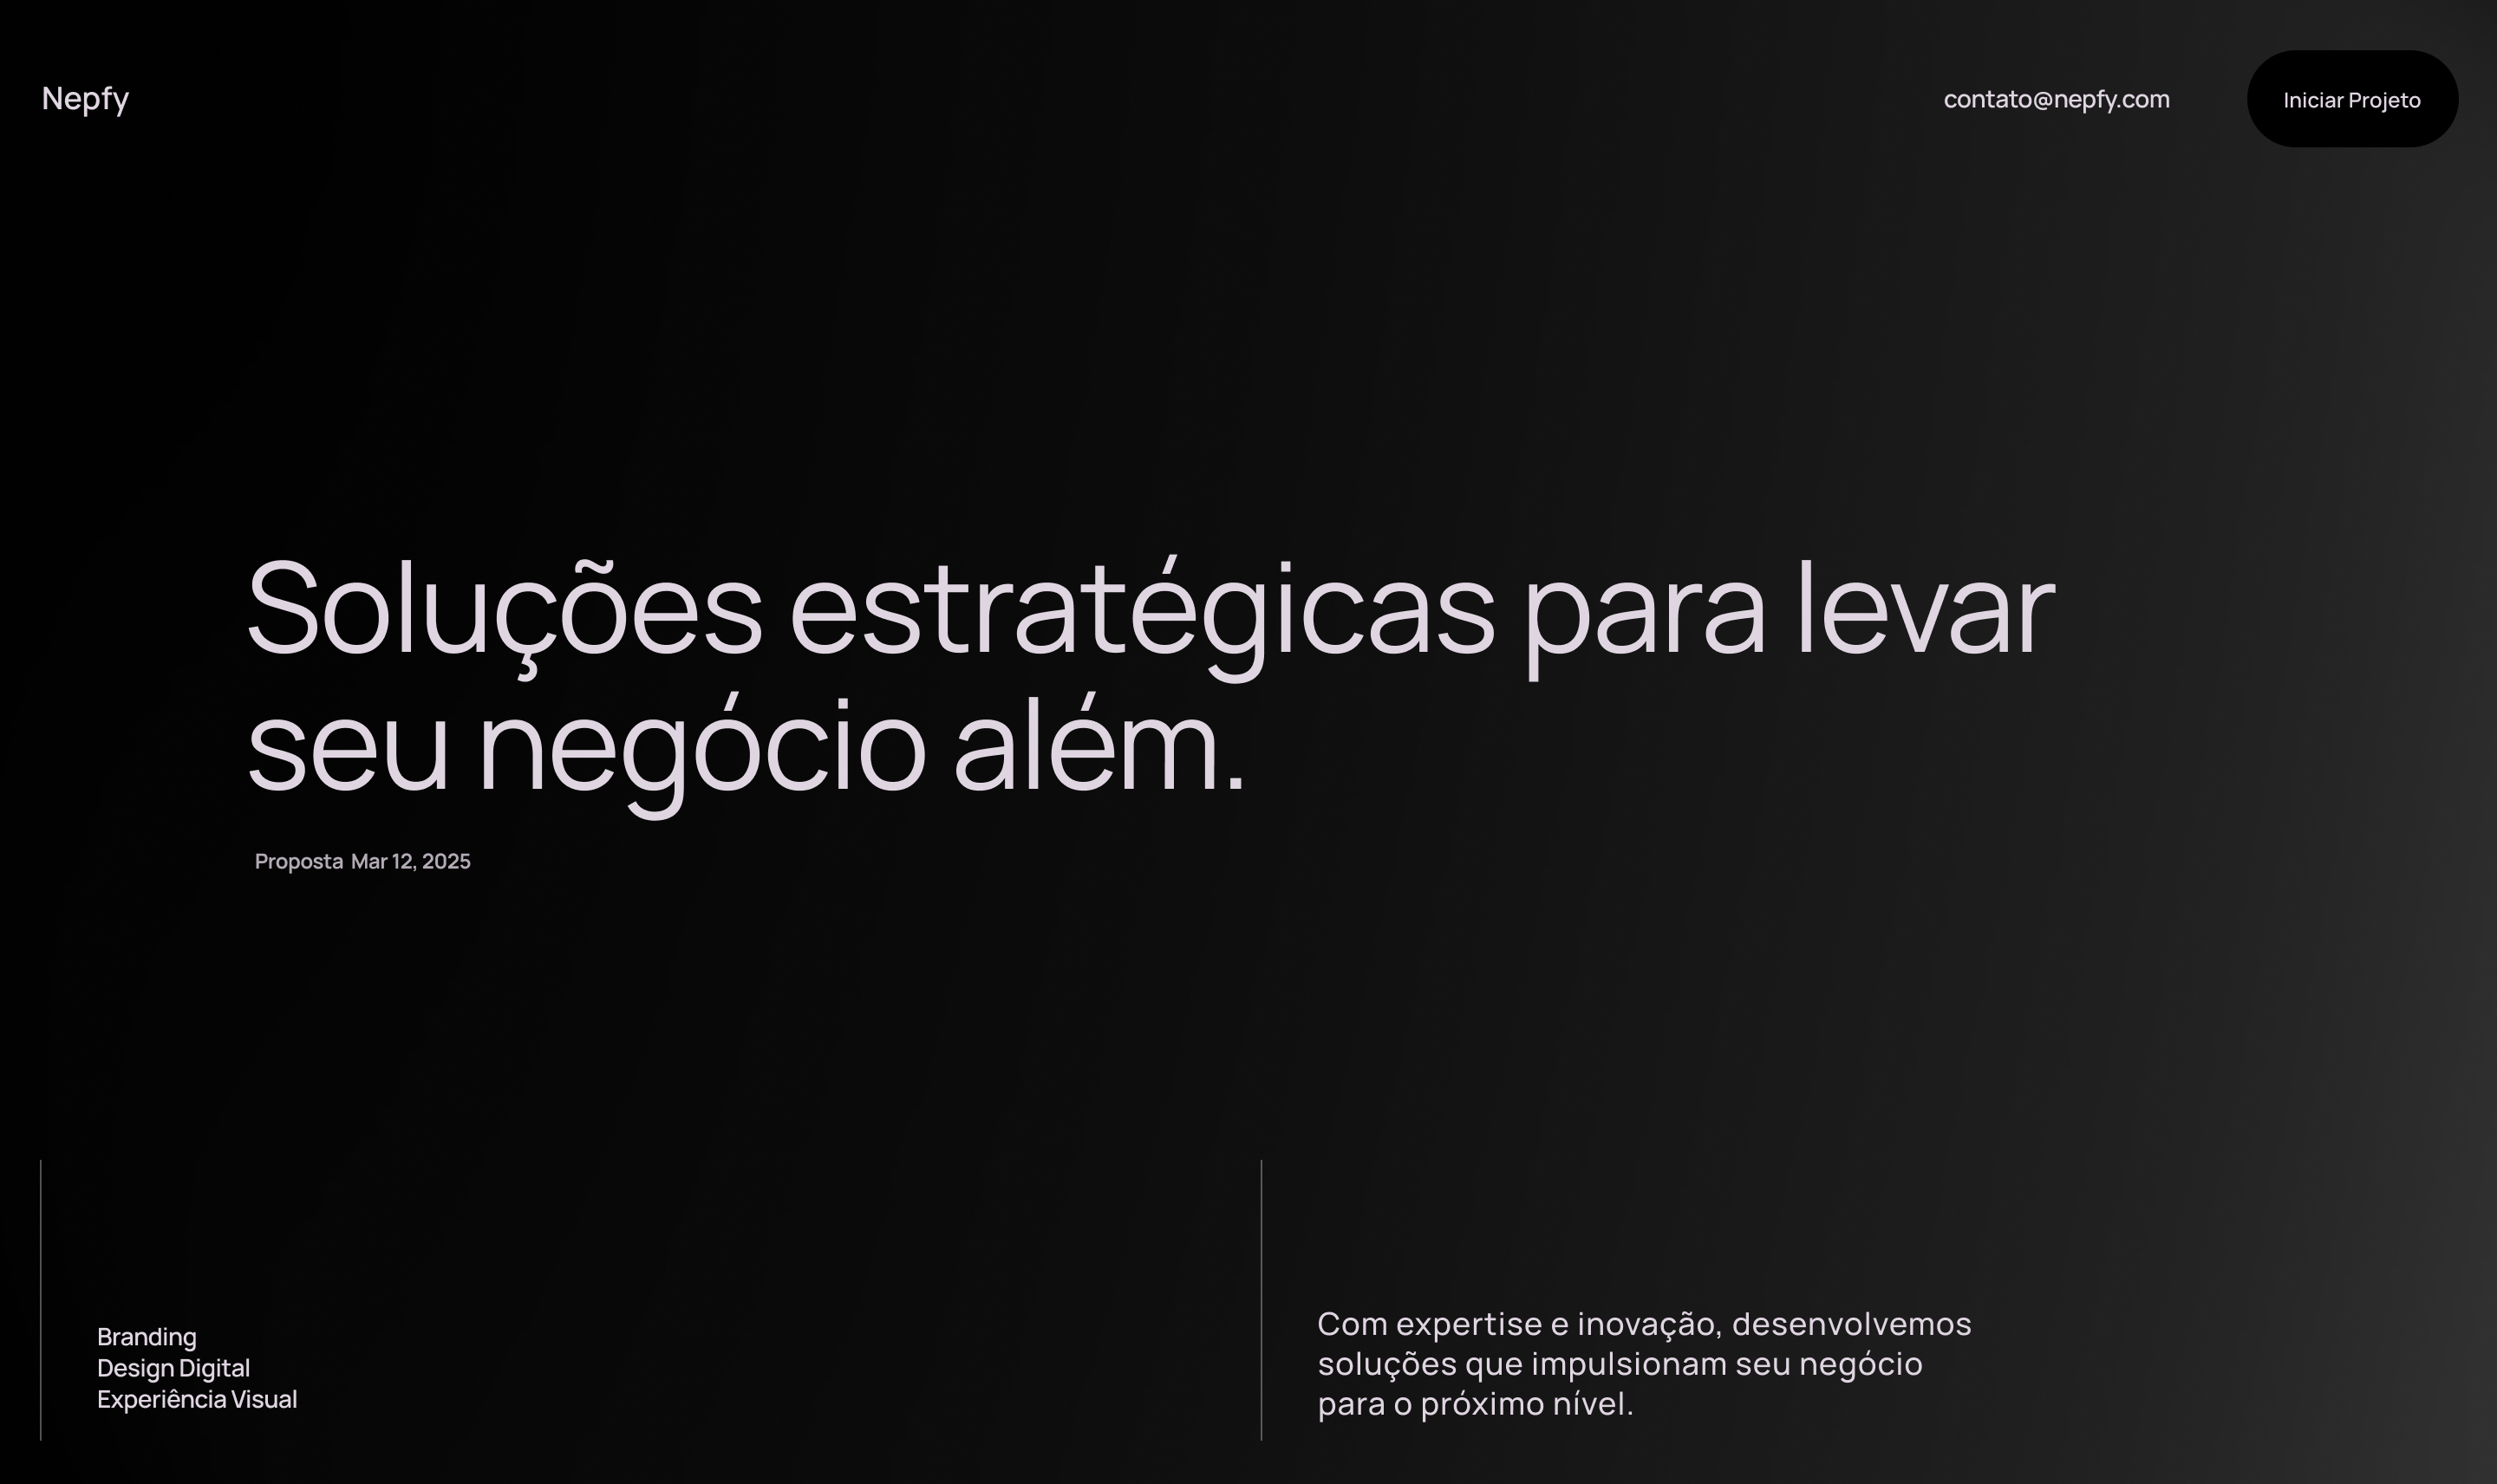 Nepfy
contato@nepfy.com
Iniciar Projeto
Soluções estratégicas para levar
seu negócio além.
Proposta Mar 12, 2025
Branding
Design Digital
Experiência Visual
Com expertise e inovação, desenvolvemos
soluções que impulsionam seu negócio
para o próximo nível.